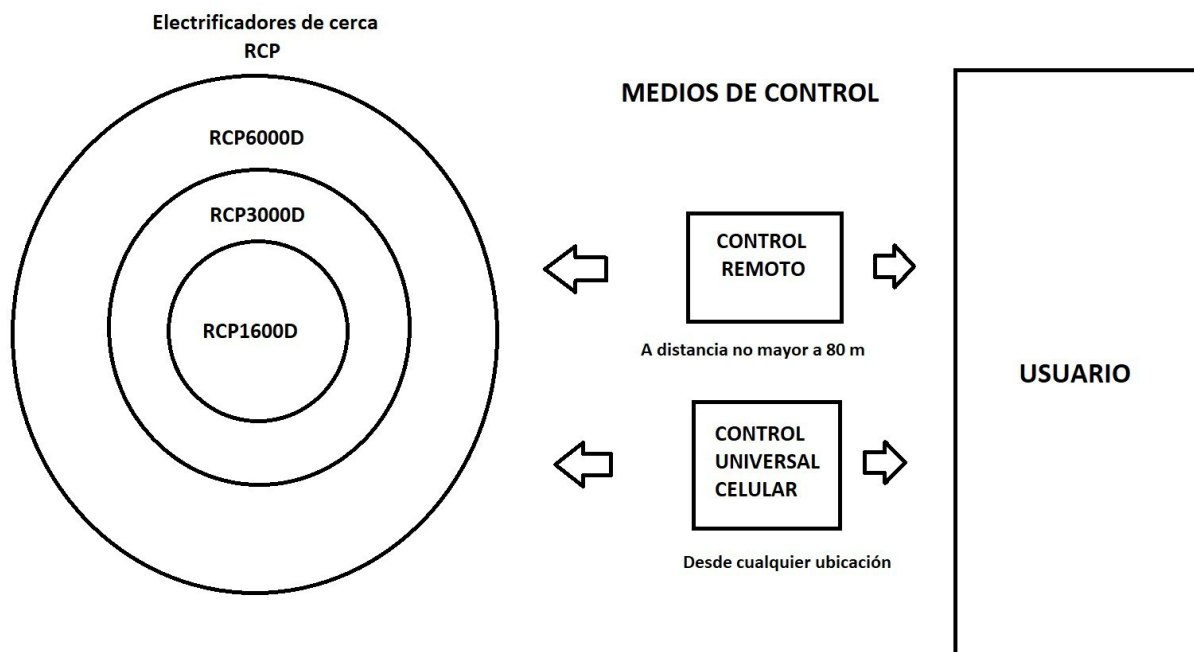 Electrificadores de cerca
RCP
RCP6000D
RCP3000D
RCP1600D
MEDIOS DE CONTROL
CONTROL
REMOTO
A distancia no mayor a 80 m
CONTROL
UNIVERSAL
CELULAR
Desde cualquier ubicación
USUARIO